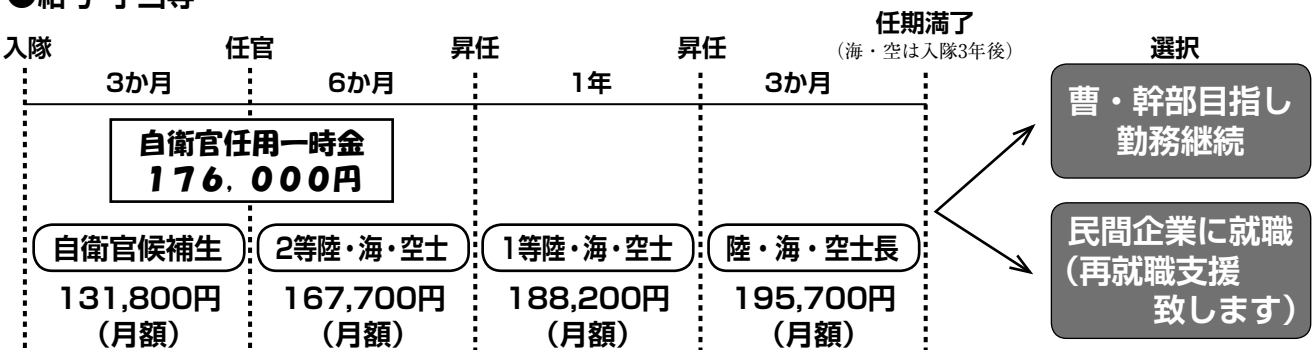 ●給与・手当等
任期満了
入隊 任官 昇任 昇任 （海・空は入隊3年後） 選択
3か月 6か月 1年 3か月
自衛官任用一時金
176，000円
曹・幹部目指し
勤務継続
自衛官候補生 2等陸・海・空士 1等陸・海・空士 陸・海・空士長
131,800円 167,700円 188,200円 195,700円
（月額） （月額） （月額） （月額）
民間企業に就職
（再就職支援
致します）